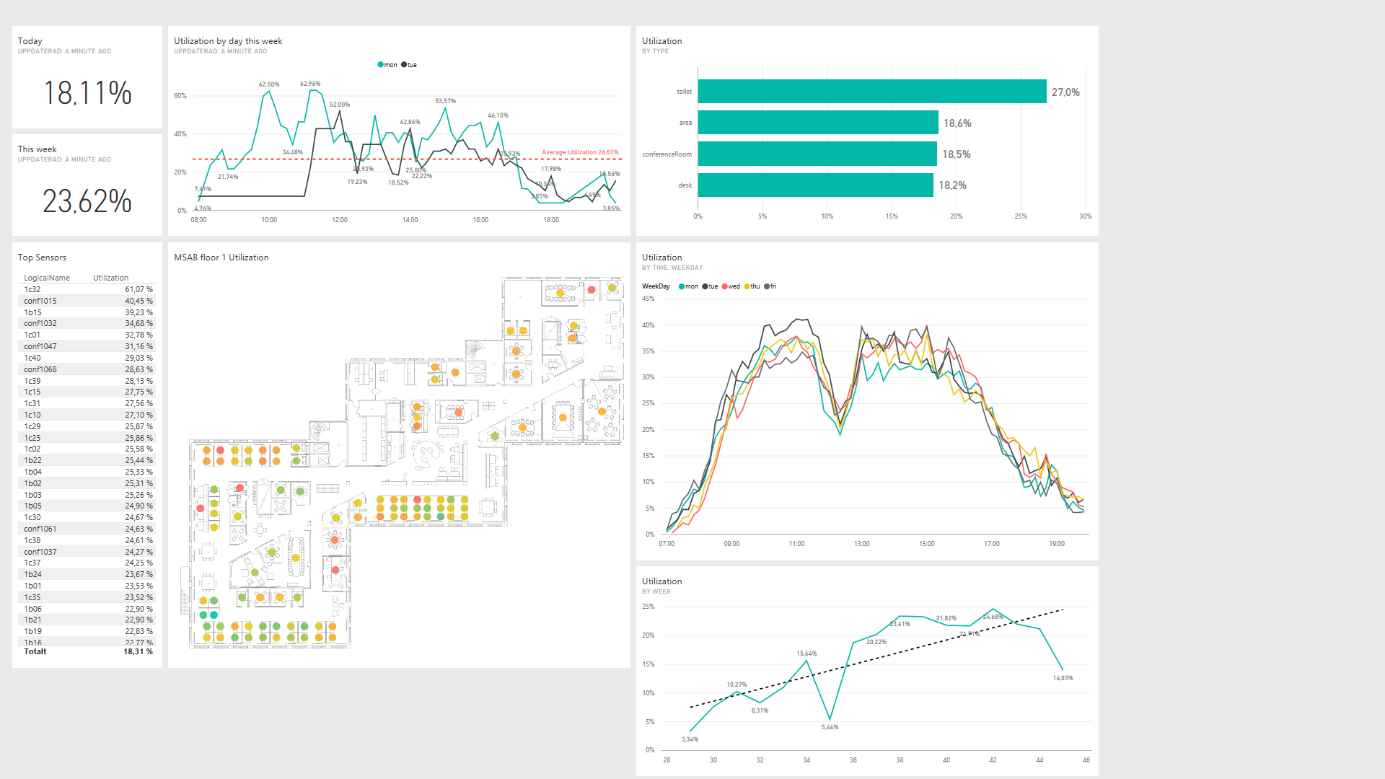 Today
UPPDATERAD: A MINUTE AGO
18,11%
This week
UPPDATERAD: A MINUTE AGO
23,62%
Utilization by day this week
UPPDATERAD: A MINUTE AGO
mon tue
60%
40%
20%
0%
62,50%
62,96%
52,00%
53,57%
46,15%
42,86%
34,48%
21,74%
19,23%
18,52%
25,00%
22,22%
17,98%
7,41%
4,76%
3,85%
3,85%
Average Utilization 26,83%
08:00 10:00 12:00 14:00 16:00 18:00
Utilization
BY TYPE
toilet 27,0%
area 18,6%
conferenceRoom 18,5%
desk 18,2%
0% 5% 10% 15% 20% 25% 30%
Top Sensors
LogicalName Utilization
1c32 61,07 %
conf1015 40,45 %
1b15 39,23 %
conf1032 34,68 %
1c01 32,78 %
conf1047 31,16 %
1c40 29,03 %
conf1068 28,63 %
1c39 28,13 %
1c15 27,75 %
1c31 27,56 %
1c10 27,10 %
1c29 25,87 %
1c25 25,86 %
1c02 25,58 %
1b22 25,44 %
1b04 25,33 %
1b02 25,31 %
1b03 25,26 %
1b05 24,90 %
1c30 24,67 %
conf1061 24,63 %
1c38 24,61 %
conf1037 24,27 %
1c37 24,25 %
1b24 23,67 %
1b01 23,53 %
1c35 23,52 %
1b06 22,90 %
1b21 22,90 %
1b19 22,83 %
1b16 22,77 %
Totalt 18,31 %
MSAB floor 1 Utilization
Utilization
BY TIME, WEEKDAY
WeekDay mon tue wed thu fri
45%
40%
35%
30%
25%
20%
15%
10%
5%
0%
07:00 09:00 11:00 13:00 15:00 17:00 19:00
Utilization
BY WEEK
25%
20%
15%
10%
5%
0%
3,34%
10,27%
8,31%
15,64%
5,44%
20,22%
23,41%
21,82%
24,68%
14,03%
28 30 32 34 36 38 40 42 44 46